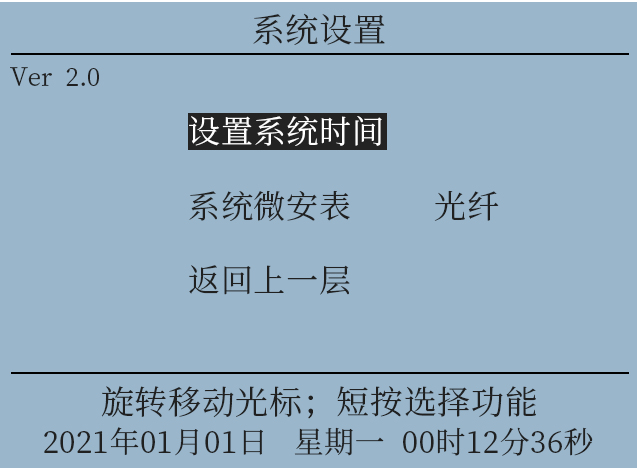 系统设置
Ver 2.0
设置系统时间
系统微安表 光纤
返回上一层
旋转移动光标；短按选择功能
2021年01月01日 星期一 00时12分36秒